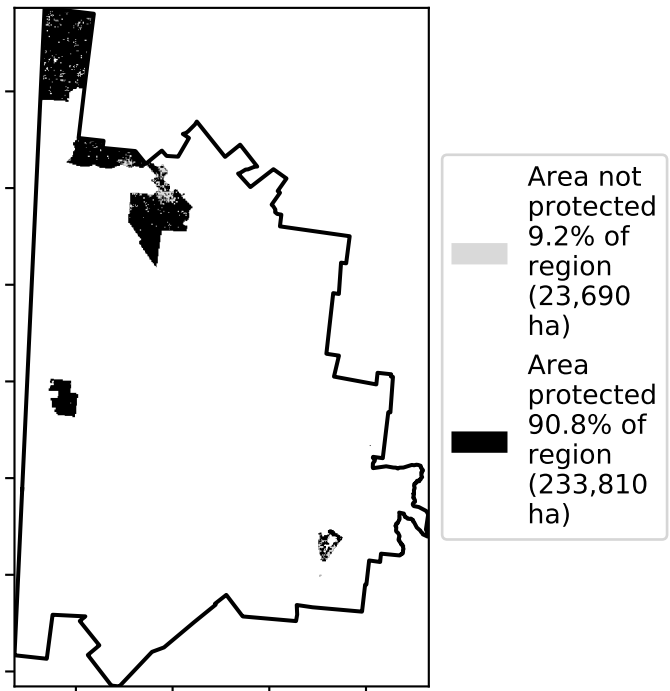 Area not
protected
9.2% of
region
(23,690
ha)
Area
protected
90.8% of
region
(233,810
ha)